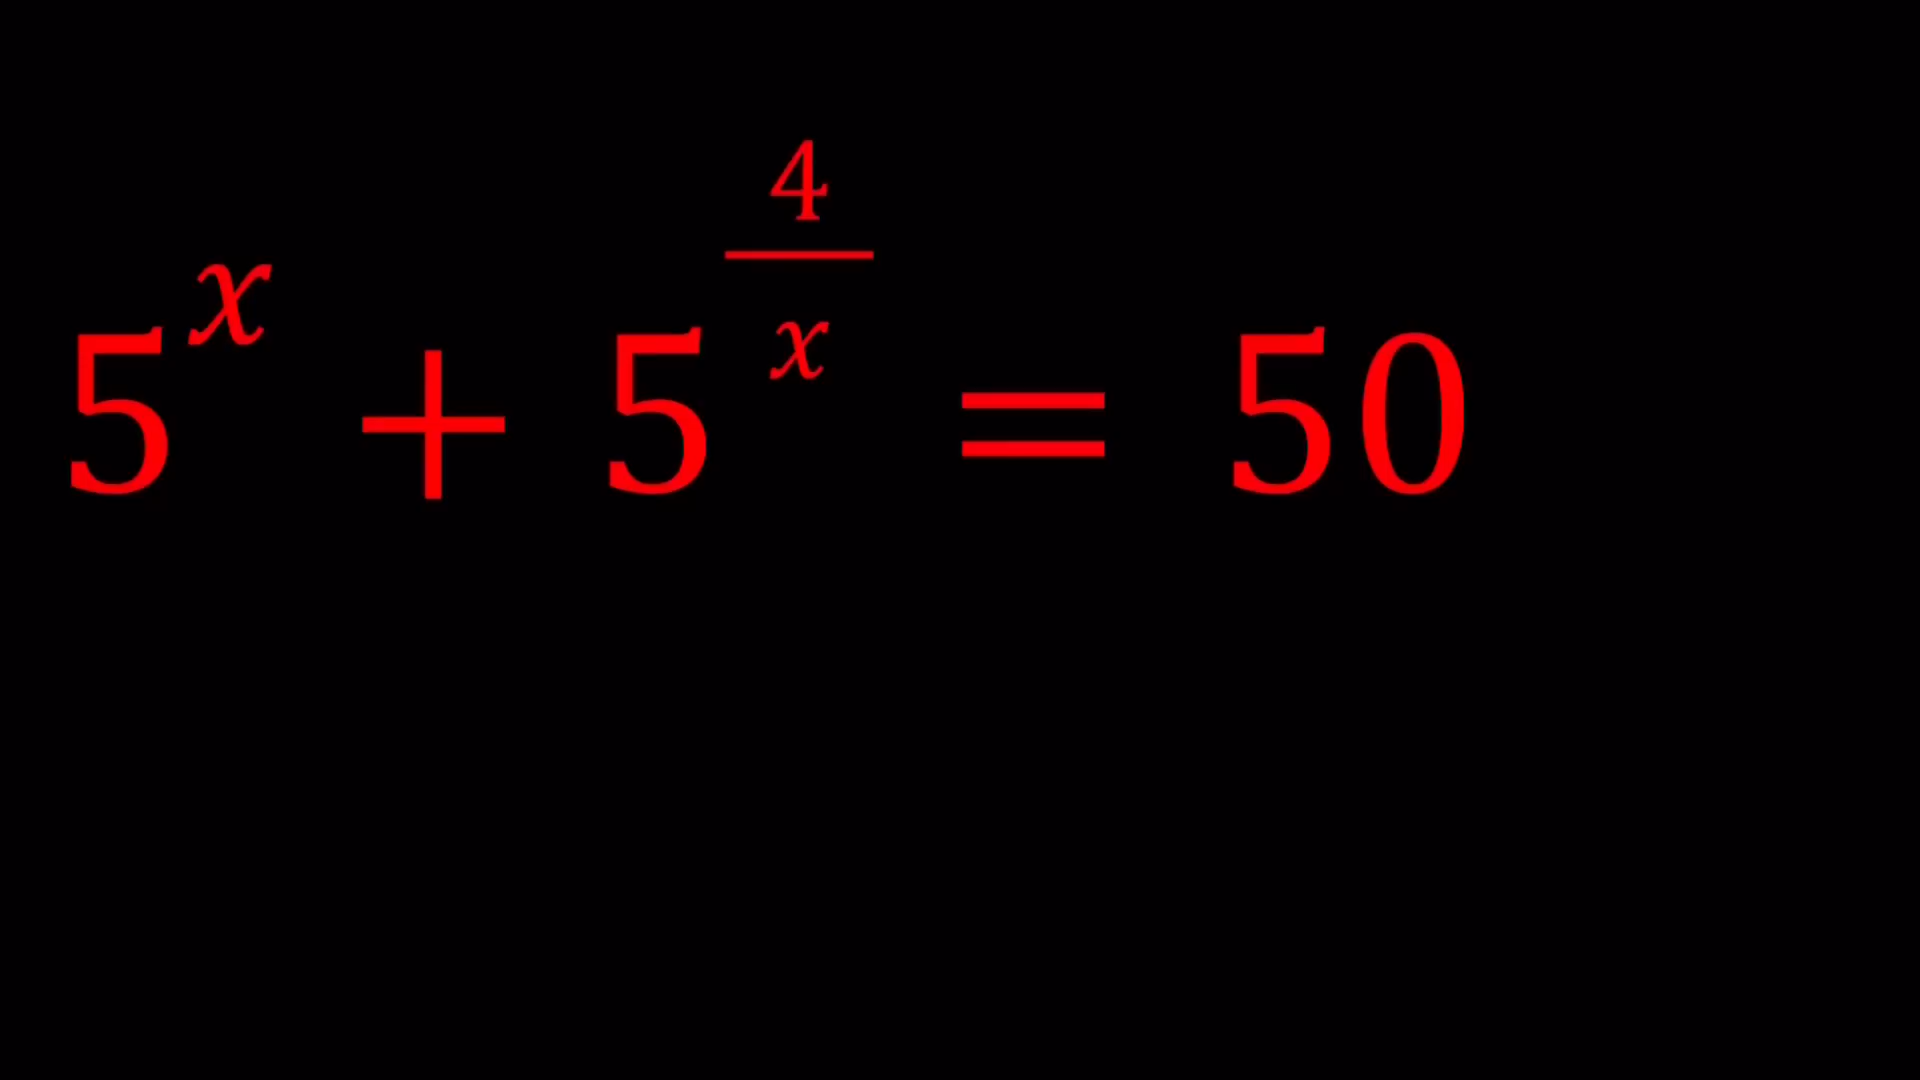 5^x + 5^(4/x) = 50